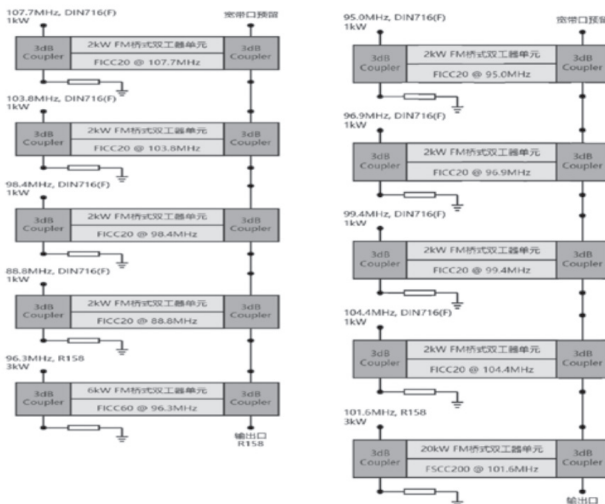 107.7MHz, DIN716(F)
1kW
宽带口预留
3dB
Coupler
2kW FM桥式双工器单元
FICC20 @ 107.7MHz
3dB
Coupler
103.8MHz, DIN716(F)
1kW
3dB
Coupler
2kW FM桥式双工器单元
FICC20 @ 103.8MHz
3dB
Coupler
98.4MHz, DIN716(F)
1kW
3dB
Coupler
2kW FM桥式双工器单元
FICC20 @ 98.4MHz
3dB
Coupler
88.8MHz, DIN716(F)
1kW
3dB
Coupler
2kW FM桥式双工器单元
FICC20 @ 88.8MHz
3dB
Coupler
96.3MHz, R158
3kW
3dB
Coupler
6kW FM桥式双工器单元
FICC60 @ 96.3MHz
3dB
Coupler
输出口
R158
95.0MHz, DIN716(F)
1kW
宽带口预留
3dB
Coupler
2kW FM桥式双工器单元
FICC20 @ 95.0MHz
3dB
Coupler
96.9MHz, DIN716(F)
1kW
3dB
Coupler
2kW FM桥式双工器单元
FICC20 @ 96.9MHz
3dB
Coupler
99.4MHz, DIN716(F)
1kW
3dB
Coupler
2kW FM桥式双工器单元
FICC20 @ 99.4MHz
3dB
Coupler
104.4MHz, DIN716(F)
1kW
3dB
Coupler
2kW FM桥式双工器单元
FICC20 @ 104.4MHz
3dB
Coupler
101.6MHz, R158
3kW
3dB
Coupler
20kW FM桥式双工器单元
FSCC200 @ 101.6MHz
3dB
Coupler
输出口